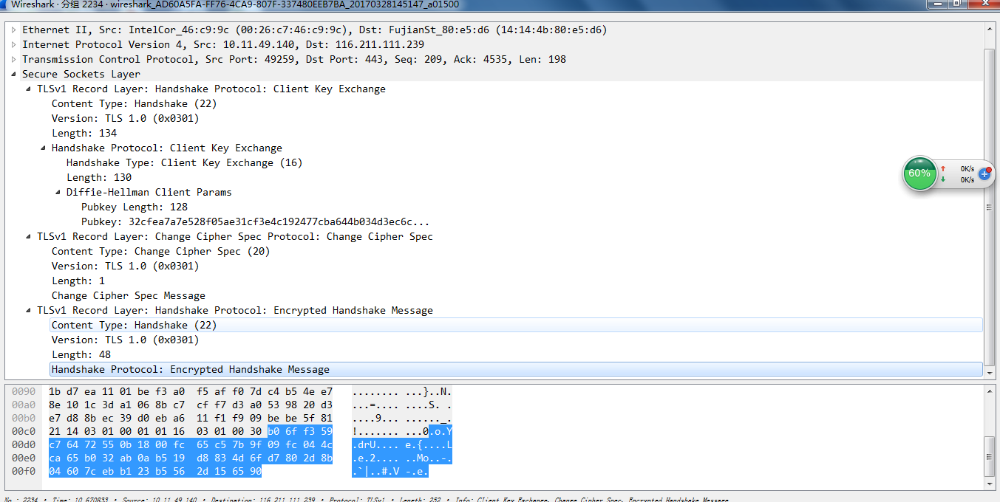 Wireshark · 分组 2234 · wireshark_AD60A5FA-FF76-4CA9-807F-337480EEB7BA_20170328145147_a01500
Ethernet II, Src: IntelCor_46:c9:9c (00:26:c7:46:c9:9c), Dst: FujianSt_80:e5:d6 (14:14:4b:80:e5:d6)
Internet Protocol Version 4, Src: 10.11.49.140, Dst: 116.211.111.239
Transmission Control Protocol, Src Port: 49259, Dst Port: 443, Seq: 209, Ack: 4535, Len: 198
Secure Sockets Layer
TLSv1 Record Layer: Handshake Protocol: Client Key Exchange
Content Type: Handshake (22)
Version: TLS 1.0 (0x0301)
Length: 134
Handshake Protocol: Client Key Exchange
Handshake Type: Client Key Exchange (16)
Length: 130
Diffie-Hellman Client Params
Pubkey Length: 128
Pubkey: 32cfea7a7e528f05ae31cf3e4c192477cba644b034d3ec6c...
TLSv1 Record Layer: Change Cipher Spec Protocol: Change Cipher Spec
Content Type: Change Cipher Spec (20)
Version: TLS 1.0 (0x0301)
Length: 1
Change Cipher Spec Message
TLSv1 Record Layer: Handshake Protocol: Encrypted Handshake Message
Content Type: Handshake (22)
Version: TLS 1.0 (0x0301)
Length: 48
Handshake Protocol: Encrypted Handshake Message
60%
0K/s
0K/s
0090 1b d7 ea 11 01 be f3 a0 f5 af f0 7d c4 b5 4e e7 ........ ...}..N.
00a0 8e 10 1c 3d a1 06 8b c7 cf f7 d3 a0 53 98 20 d3 ...=.... ....S. .
00b0 e7 d8 8b ec 39 d0 eb a6 11 f1 f9 09 be be 5f 81 ....9... ......_.
00c0 21 14 03 01 00 01 01 16 03 01 00 30 b0 6f f3 59 !....... ...0.o.Y
00d0 c7 64 72 55 0b 18 00 fc 65 c5 7b 9f 09 fc 04 4c .drU.... e.{....L
00e0 ca 65 b0 32 ab 0a b5 19 d8 83 4d 6f d7 80 2d 8b .e.2.... ..Mo..-.
00f0 04 60 7c eb b1 23 b5 56 2d 15 65 90 .`|..#.V -.e.
No.: 2234 · Time: 10.670833 · Source: 10.11.49.140 · Destination: 116.211.111.239 · Protocol: TLSv1 · Length: 252 · Info: Client Key Exchange, Change Cipher Spec, Encrypted Handshake Message